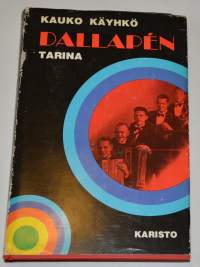 KAUKO KÄYHKÖ
DALLAPÉN
TARINA
KARISTO